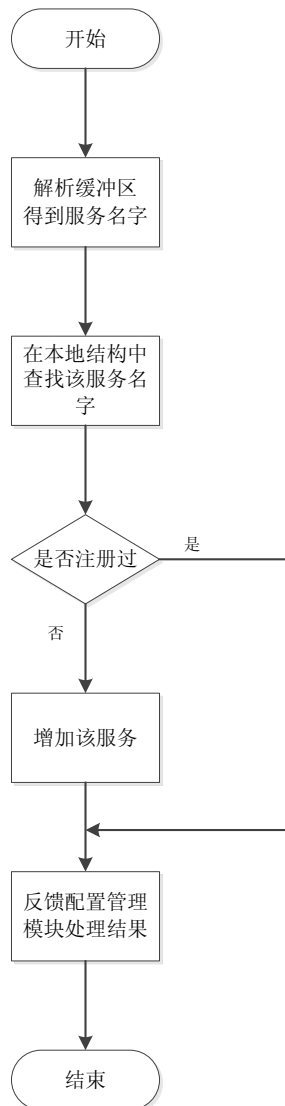 开始
解析缓冲区
得到服务名字
在本地结构中
查找该服务名
字
是否注册过
是
否
增加该服务
反馈配置管理
模块处理结果
结束